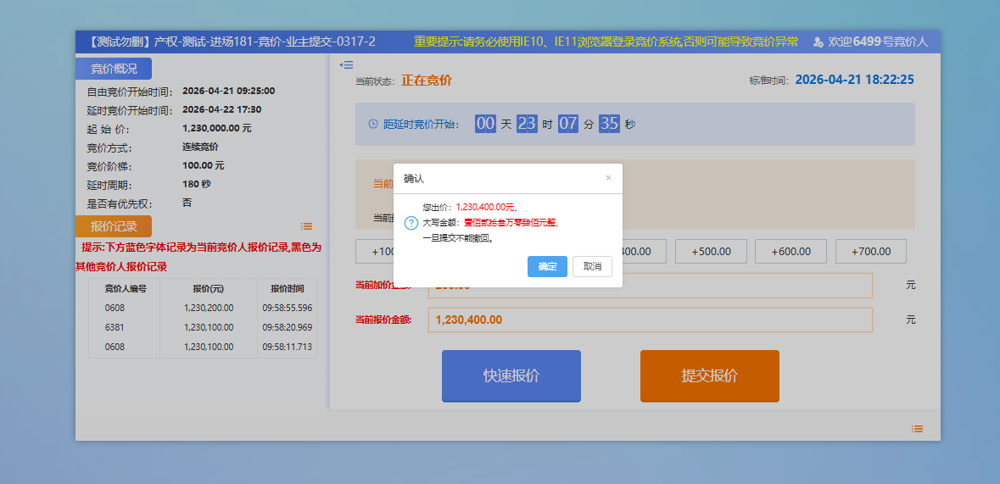 【测试勿删】产权-测试-进场181-竞价-业主提交-0317-2
重要提示:请务必使用IE10、IE11浏览器登录竞价系统,否则可能导致竞价异常
欢迎6499号竞价人
竞价概况
自由竞价开始时间: 2026-04-21 09:25:00
延时竞价开始时间: 2026-04-22 17:30
起 始 价: 1,230,000.00 元
竞价方式: 连续竞价
竞价阶梯: 100.00 元
延时周期: 180 秒
是否有优先权: 否
报价记录
提示:下方蓝色字体记录为当前竞价人报价记录,黑色为
其他竞价人报价记录
竞价人编号 报价(元) 报价时间
0608 1,230,200.00 09:58:55.596
6381 1,230,100.00 09:58:20.969
0608 1,230,100.00 09:58:11.713
当前状态: 正在竞价
标准时间: 2026-04-21 18:22:25
距延时竞价开始: 00 天 23 时 07 分 35 秒
当前
当前
确认
×
您出价: 1,230,400.00元,
大写金额: 壹佰贰拾叁万零肆佰元整,
一旦提交不能撤回。
确定 取消
+500.00 +600.00 +700.00
当前加价金额:
元
当前报价金额: 1,230,400.00 元
快速报价 提交报价